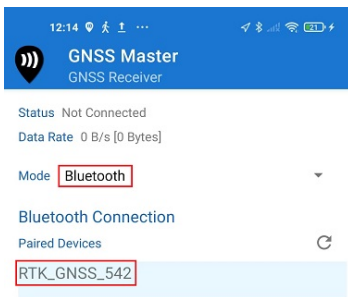 12:14
21
GNSS Master
GNSS Receiver
Status Not Connected
Data Rate 0 B/s [0 Bytes]
Mode Bluetooth
Bluetooth Connection
Paired Devices
RTK_GNSS_542